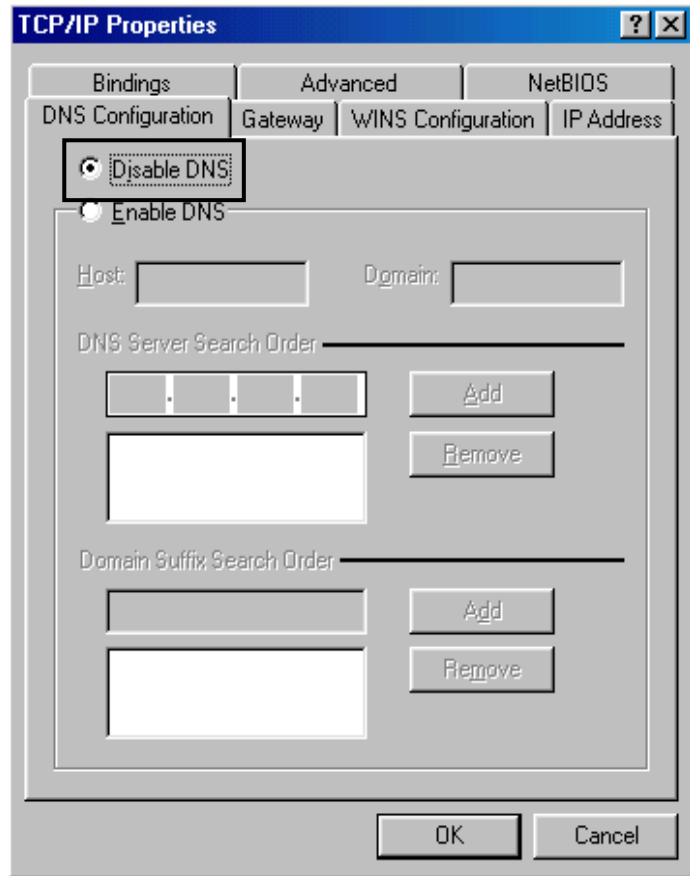 TCP/IP Properties
Bindings Advanced NetBIOS
DNS Configuration Gateway WINS Configuration IP Address
Disable DNS
Enable DNS
Host: Domain:
DNS Server Search Order
. . .
Add
Remove
Domain Suffix Search Order
Add
Remove
OK Cancel